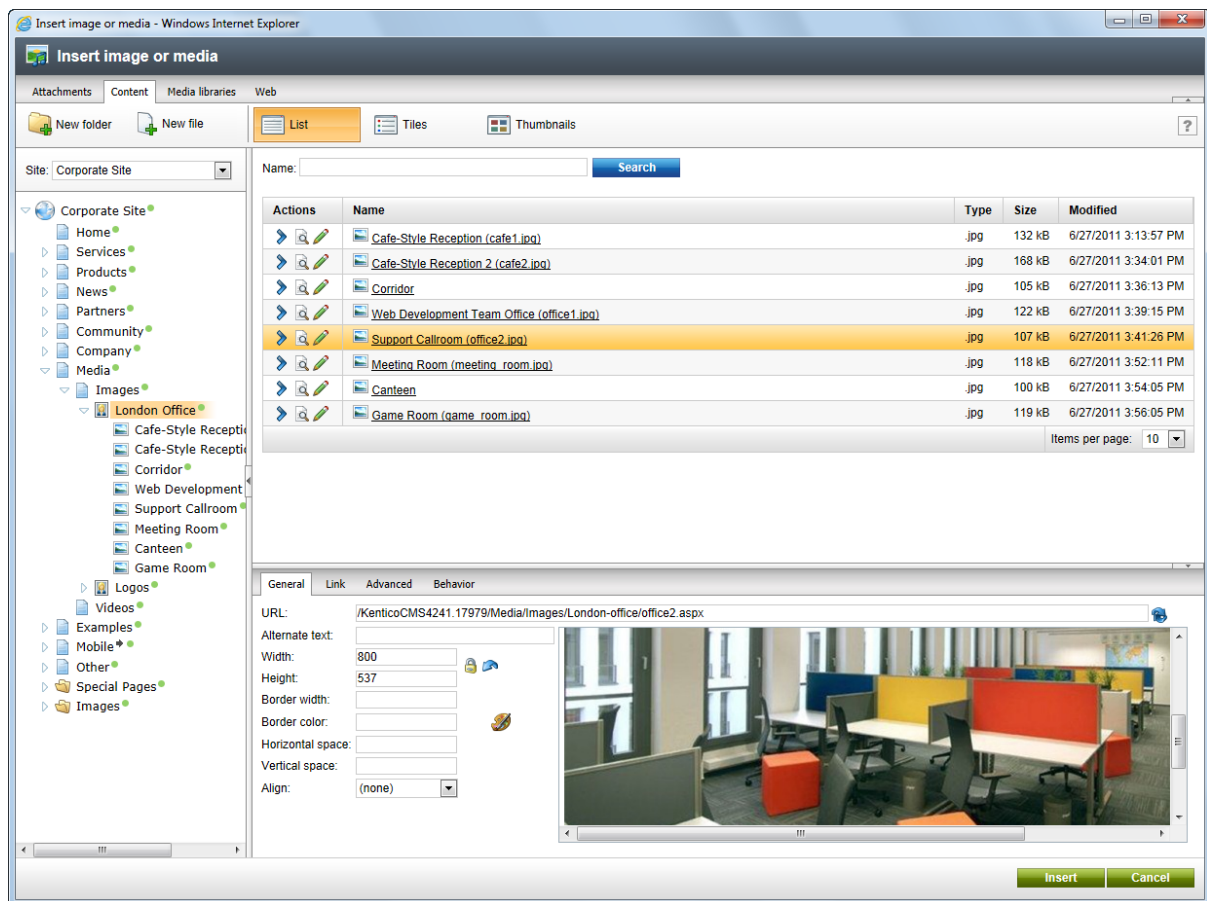 Insert image or media - Windows Internet Explorer
Insert image or media
Attachments Content Media libraries Web
New folder New file List Tiles Thumbnails ?
Site: Corporate Site
Name: Search
Corporate Site
Home
Services
Products
News
Partners
Community
Company
Media
Images
London Office
Cafe-Style Receptio
Cafe-Style Receptio
Corridor
Web Development
Support Callroom
Meeting Room
Canteen
Game Room
Logos
Videos
Examples
Mobile
Other
Special Pages
Images
Actions Name Type Size Modified
Cafe-Style Reception (cafe1.jpg) .jpg 132 kB 6/27/2011 3:13:57 PM
Cafe-Style Reception 2 (cafe2.jpg) .jpg 168 kB 6/27/2011 3:34:01 PM
Corridor .jpg 105 kB 6/27/2011 3:36:13 PM
Web Development Team Office (office1.jpg) .jpg 122 kB 6/27/2011 3:39:15 PM
Support Callroom (office2.jpg) .jpg 107 kB 6/27/2011 3:41:26 PM
Meeting Room (meeting_room.jpg) .jpg 118 kB 6/27/2011 3:52:11 PM
Canteen .jpg 100 kB 6/27/2011 3:54:05 PM
Game Room (game_room.jpg) .jpg 119 kB 6/27/2011 3:56:05 PM
Items per page: 10
General Link Advanced Behavior
URL: /KenticoCMS4241.17979/Media/Images/London-office/office2.aspx
Alternate text:
Width: 800
Height: 537
Border width:
Border color:
Horizontal space:
Vertical space:
Align: (none)
Insert Cancel